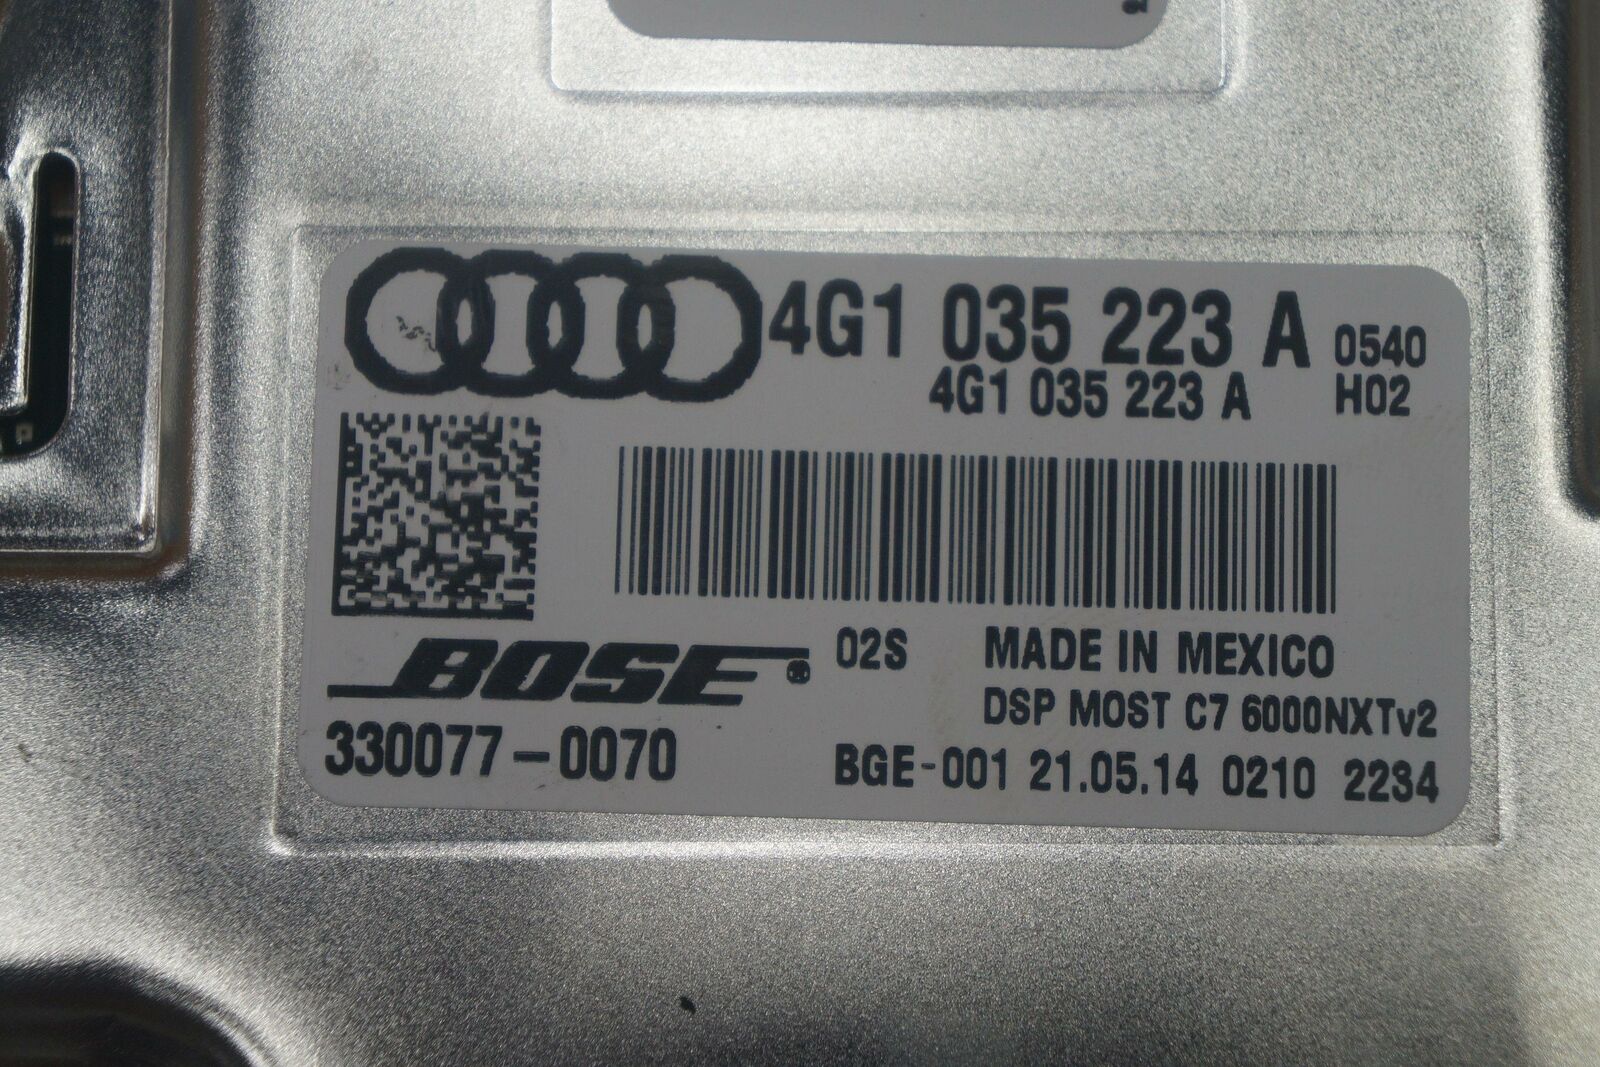 4G1 035 223 A 0540
4G1 035 223 A H02
BOSE 02S MADE IN MEXICO
DSP MOST C7 6000NXTv2
330077-0070 BGE-001 21.05.14 0210 2234